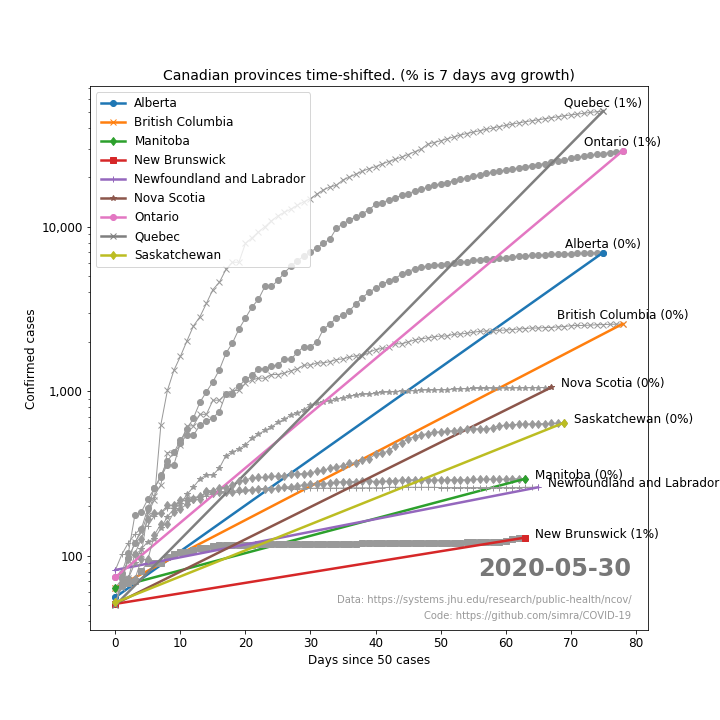 Canadian provinces time-shifted. (% is 7 days avg growth)
Alberta
British Columbia
Manitoba
New Brunswick
Newfoundland and Labrador
Nova Scotia
Ontario
Quebec
Saskatchewan
Quebec (1%)
Ontario (1%)
Alberta (0%)
British Columbia (0%)
Nova Scotia (0%)
Saskatchewan (0%)
Manitoba (0%)
Newfoundland and Labrador
New Brunswick (1%)
10,000
1,000
100
Confirmed cases
2020-05-30
Data: https://systems.jhu.edu/research/public-health/ncov/
Code: https://github.com/simra/COVID-19
0 10 20 30 40 50 60 70 80
Days since 50 cases